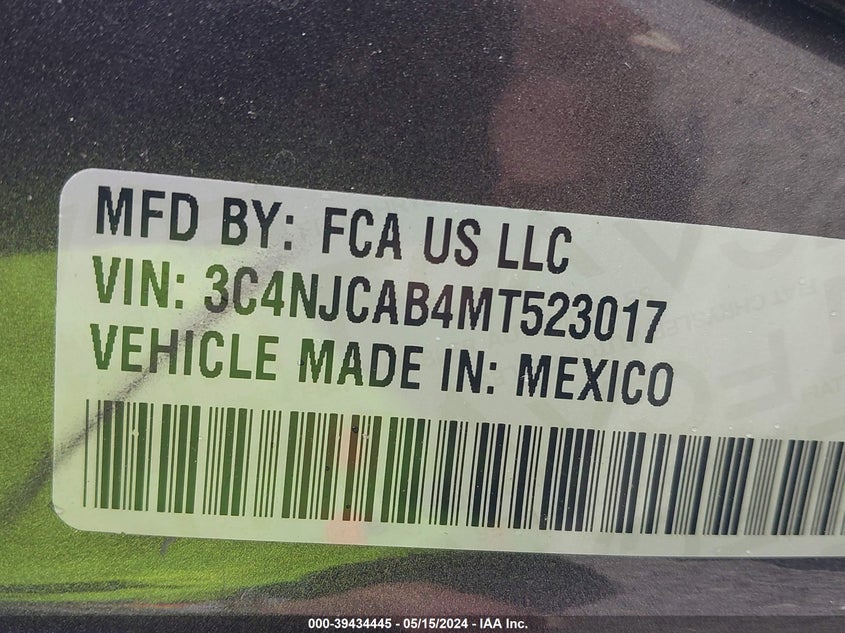 MFD BY: FCA US LLC
VIN: 3C4NJCAB4MT523017
VEHICLE MADE IN: MEXICO
000-39434445 - 05/15/2024 - IAA Inc.